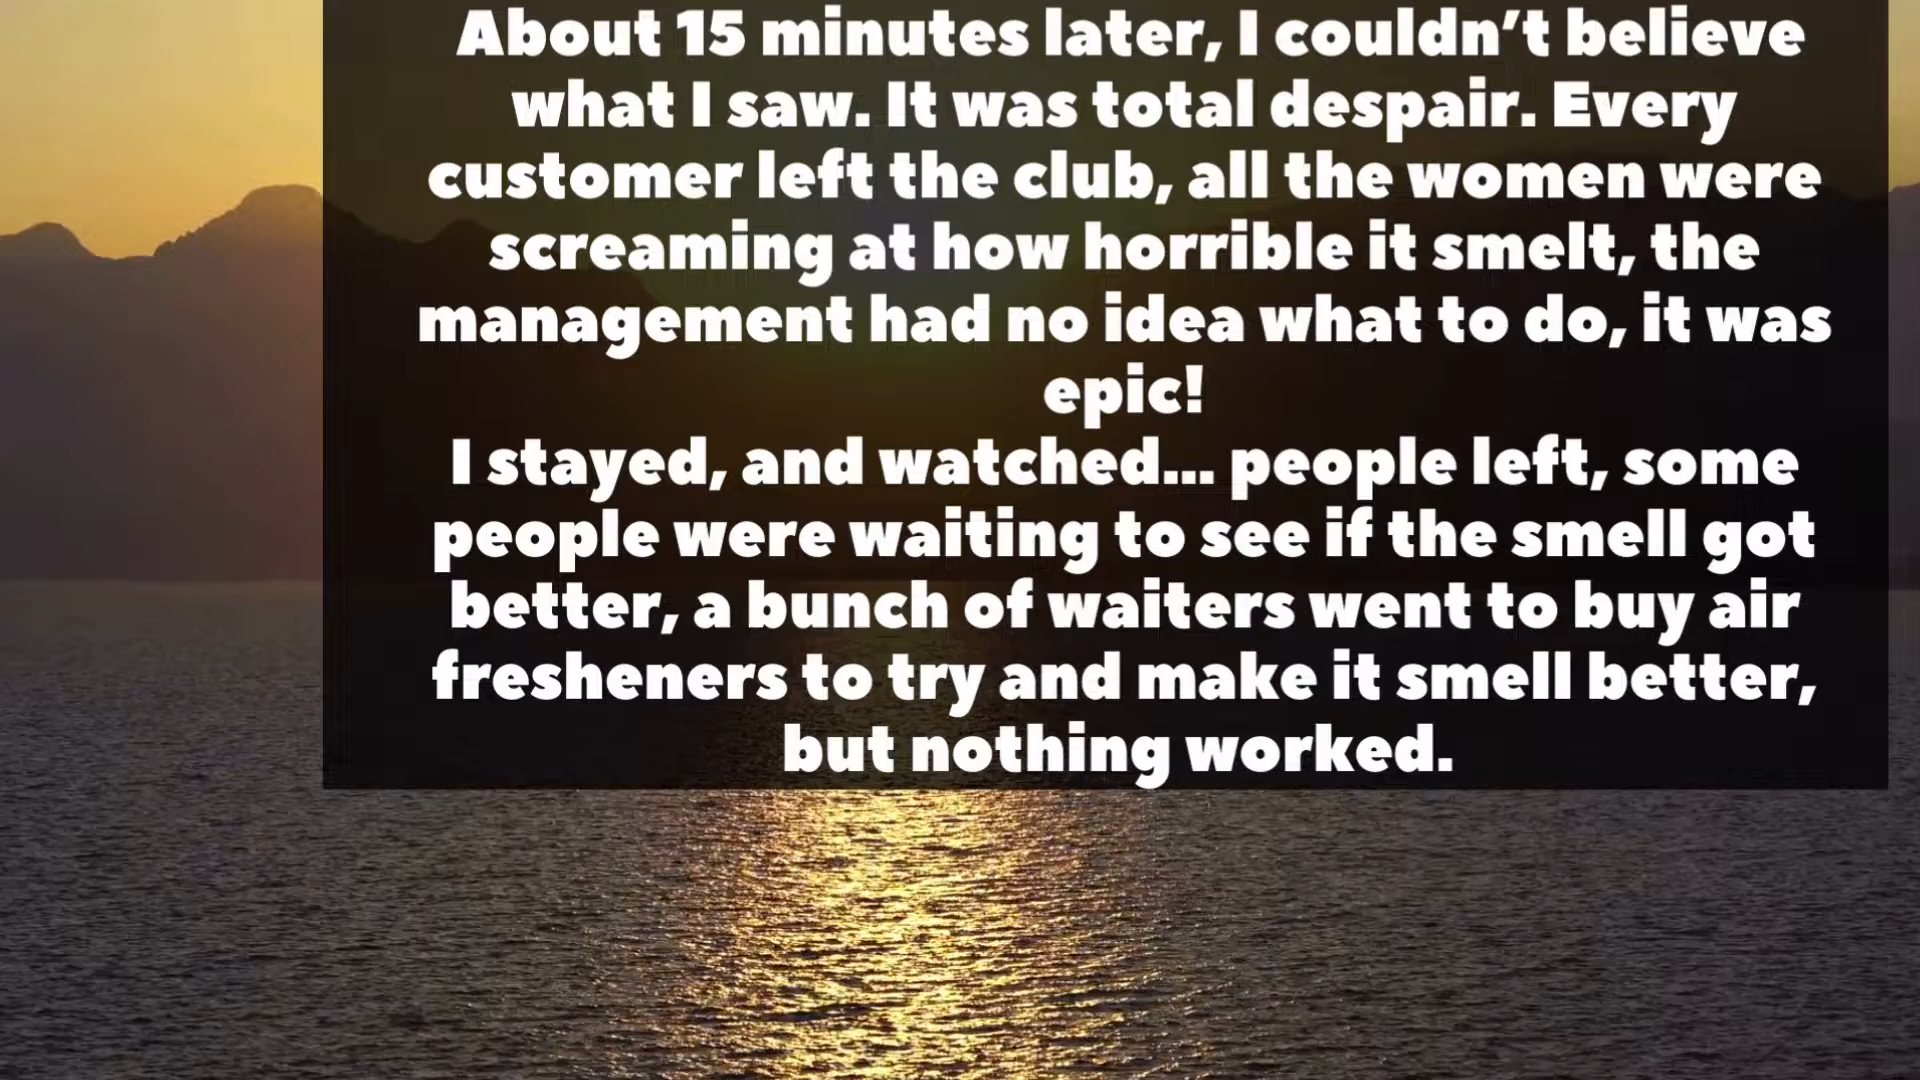 About 15 minutes later, I couldn’t believe
what I saw. It was total despair. Every
customer left the club, all the women were
screaming at how horrible it smelt, the
management had no idea what to do, it was
epic!
I stayed, and watched... people left, some
people were waiting to see if the smell got
better, a bunch of waiters went to buy air
fresheners to try and make it smell better,
but nothing worked.